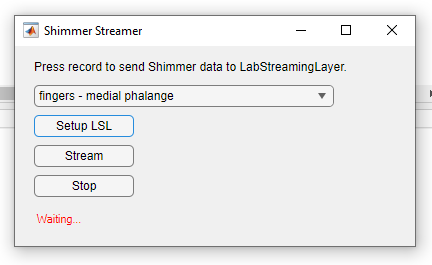 Shimmer Streamer
Press record to send Shimmer data to LabStreamingLayer.
fingers - medial phalange
Setup LSL
Stream
Stop
Waiting...